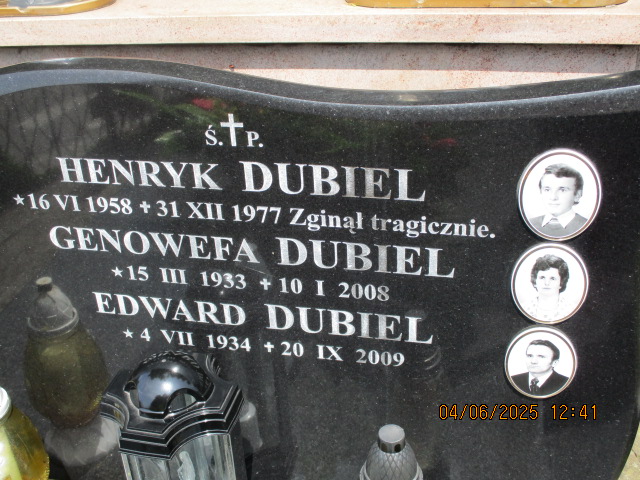 Ś.✝P.
HENRYK DUBIEL
★16 VI 1958 ✝ 31 XII 1977 Zginął tragicznie.
GENOWEFA DUBIEL
★15 III 1933 ✝ 10 I 2008
EDWARD DUBIEL
★ 4 VII 1934 ✝ 20 IX 2009
04/06/2025 12:41